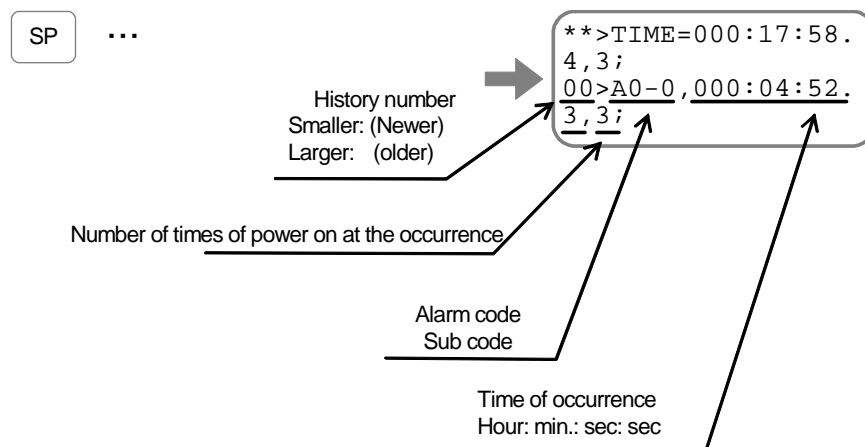 SP ...
**>TIME=000:17:58.
4,3;
00>A0-0,000:04:52.
3,3;
History number
Smaller: (Newer)
Larger: (older)
Number of times of power on at the occurrence
Alarm code
Sub code
Time of occurrence
Hour: min.: sec: sec